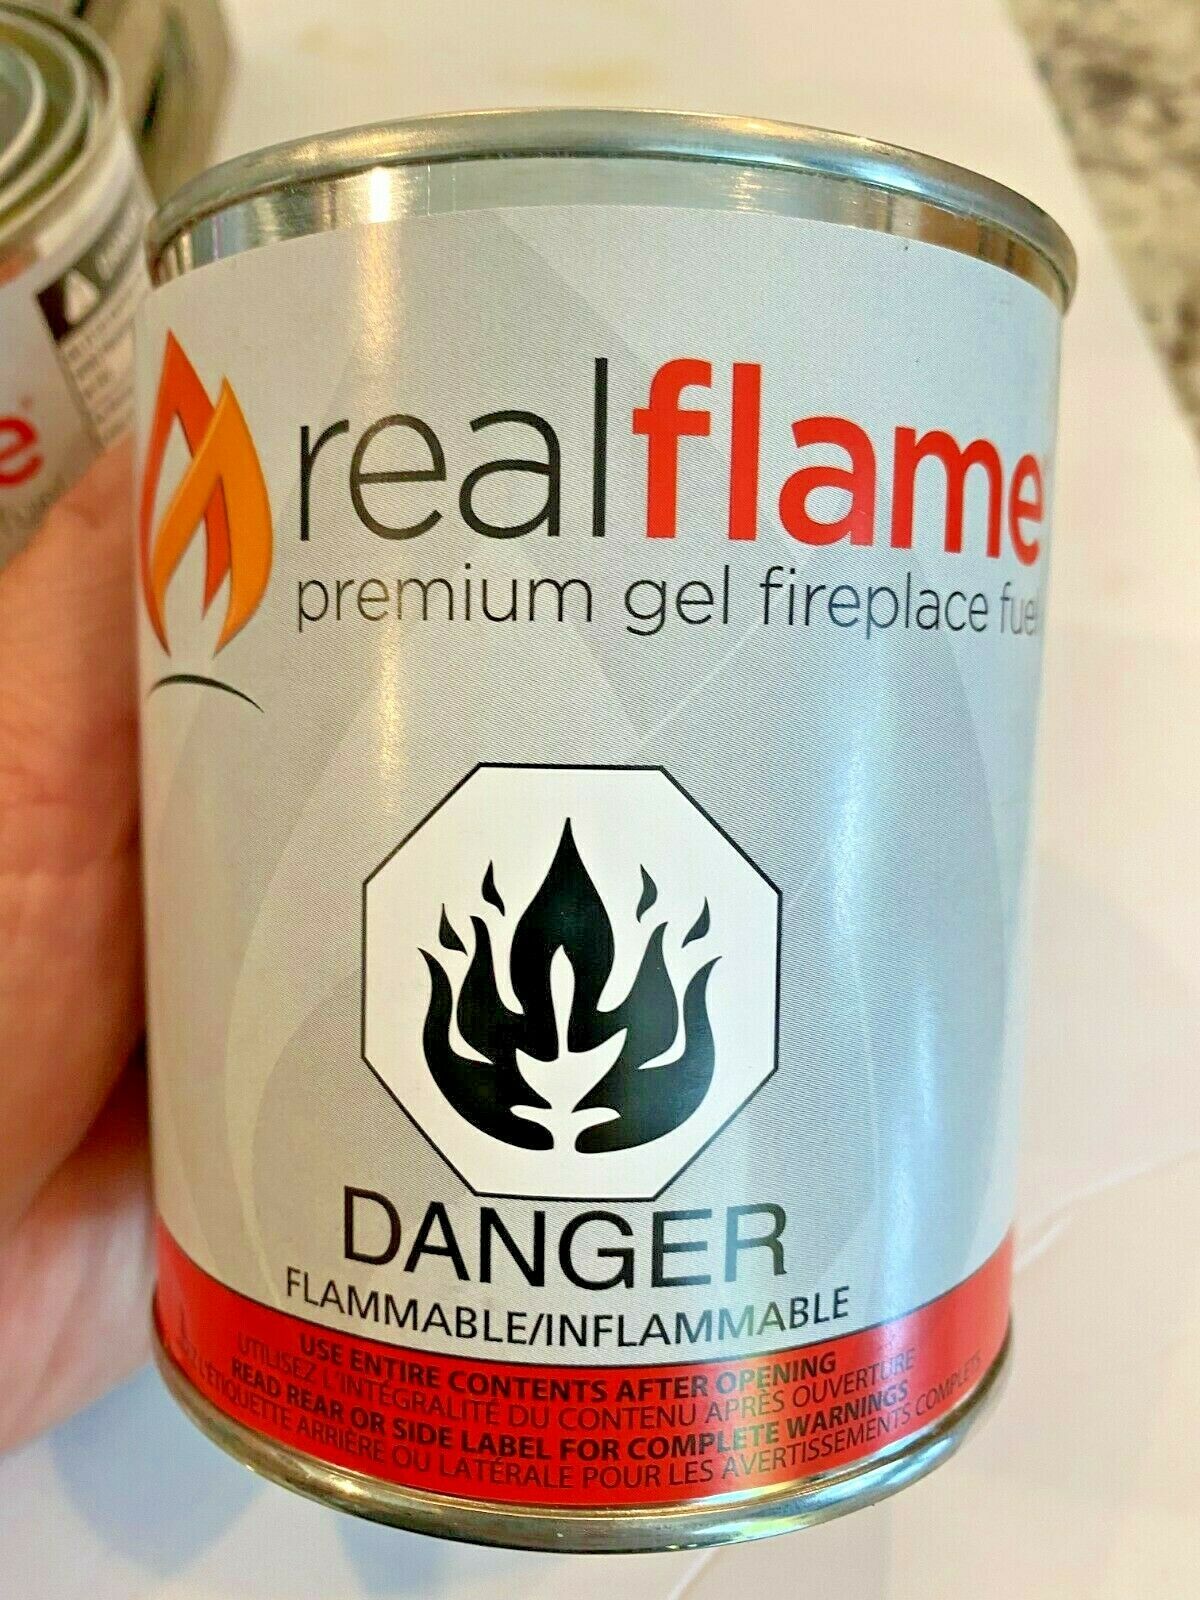 realflame
premium gel fireplace fuel
DANGER
FLAMMABLE/INFLAMMABLE
USE ENTIRE CONTENTS AFTER OPENING
UTILISEZ L'INTÉGRALITÉ DU CONTENU APRÈS OUVERTURE
READ REAR OR SIDE LABEL FOR COMPLETE WARNINGS
L'ÉTIQUETTE ARRIÈRE OU LATÉRALE POUR LES AVERTISSEMENTS COMPLETS
e